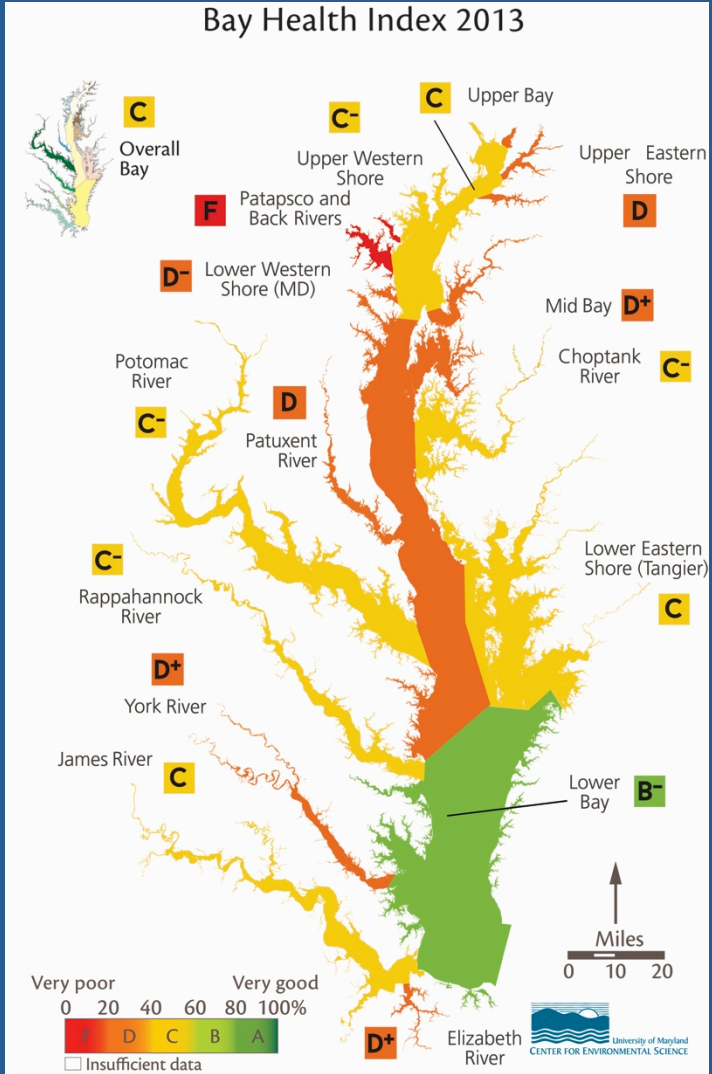 Bay Health Index 2013
C
Overall
Bay
C-
Upper Western
Shore
C
Upper Bay
Upper Eastern
Shore
D
F
Patapsco and
Back Rivers
D-
Lower Western
Shore (MD)
Mid Bay
D+
Choptank
River
C-
Potomac
River
C-
D
Patuxent
River
C-
Rappahannock
River
Lower Eastern
Shore (Tangier)
C
D+
York River
James River
C
Lower
Bay
B-
Miles
0 10 20
Very poor Very good
0 20 40 60 80 100%
F D C B A
Insufficient data
D+
Elizabeth
River
University of Maryland
CENTER FOR ENVIRONMENTAL SCIENCE